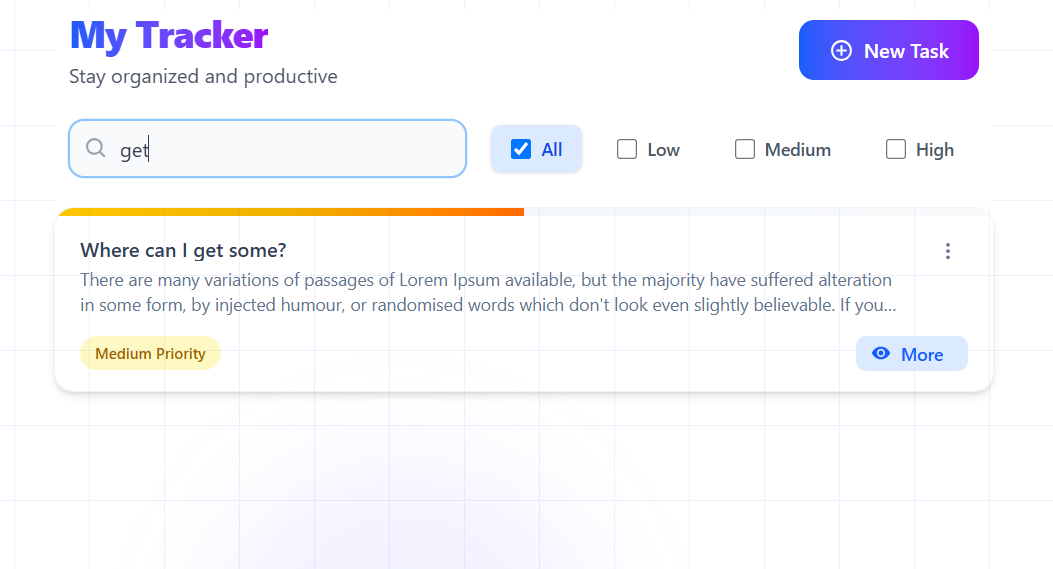 My Tracker
Stay organized and productive
New Task
get
All
Low
Medium
High
Where can I get some?
There are many variations of passages of Lorem Ipsum available, but the majority have suffered alteration
in some form, by injected humour, or randomised words which don't look even slightly believable. If you...
Medium Priority
More